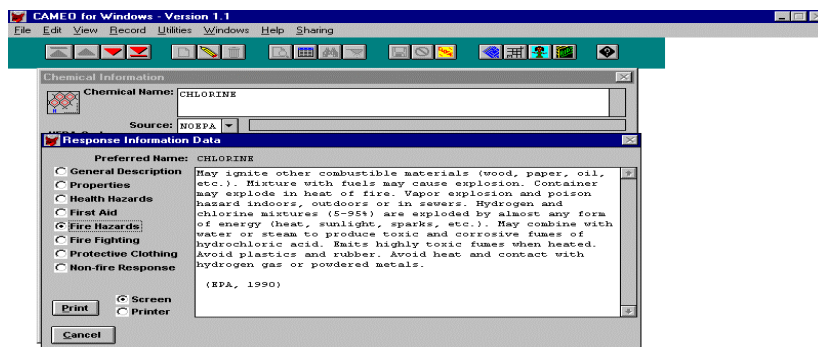 CAMEO for Windows - Version 1.1
File Edit View Record Utilities Windows Help Sharing
Chemical Information
Chemical Name: CHLORINE
Source: NOEPA
Response Information Data
Preferred Name: CHLORINE
General Description
Properties
Health Hazards
First Aid
Fire Hazards
Fire Fighting
Protective Clothing
Non-fire Response
May ignite other combustible materials (wood, paper, oil,
etc.). Mixture with fuels may cause explosion. Container
may explode in heat of fire. Vapor explosion and poison
hazard indoors, outdoors or in sewers. Hydrogen and
chlorine mixtures (5-95%) are exploded by almost any form
of energy (heat, sunlight, sparks, etc.). May combine with
water or steam to produce toxic and corrosive fumes of
hydrochloric acid. Emits highly toxic fumes when heated.
Avoid plastics and rubber. Avoid heat and contact with
hydrogen gas or powdered metals.
(EPA, 1990)
Print
Screen
Printer
Cancel